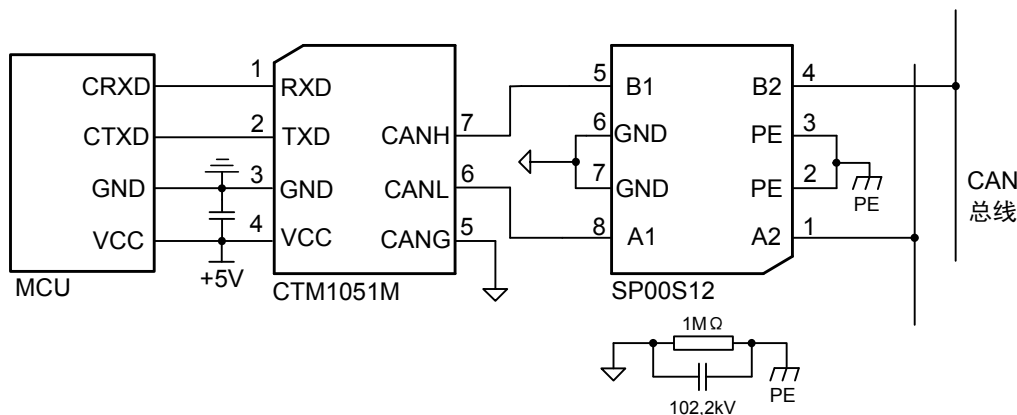 MCU
CRXD
CTXD
GND
VCC
1
2
3
4
+5V
RXD
TXD
GND
VCC
CANH
CANL
CANG
7
6
5
CTM1051M
5
6
7
8
B1
GND
GND
A1
B2
PE
PE
A2
4
3
2
1
SP00S12
PE
CAN
总线
1MΩ
102,2kV
PE